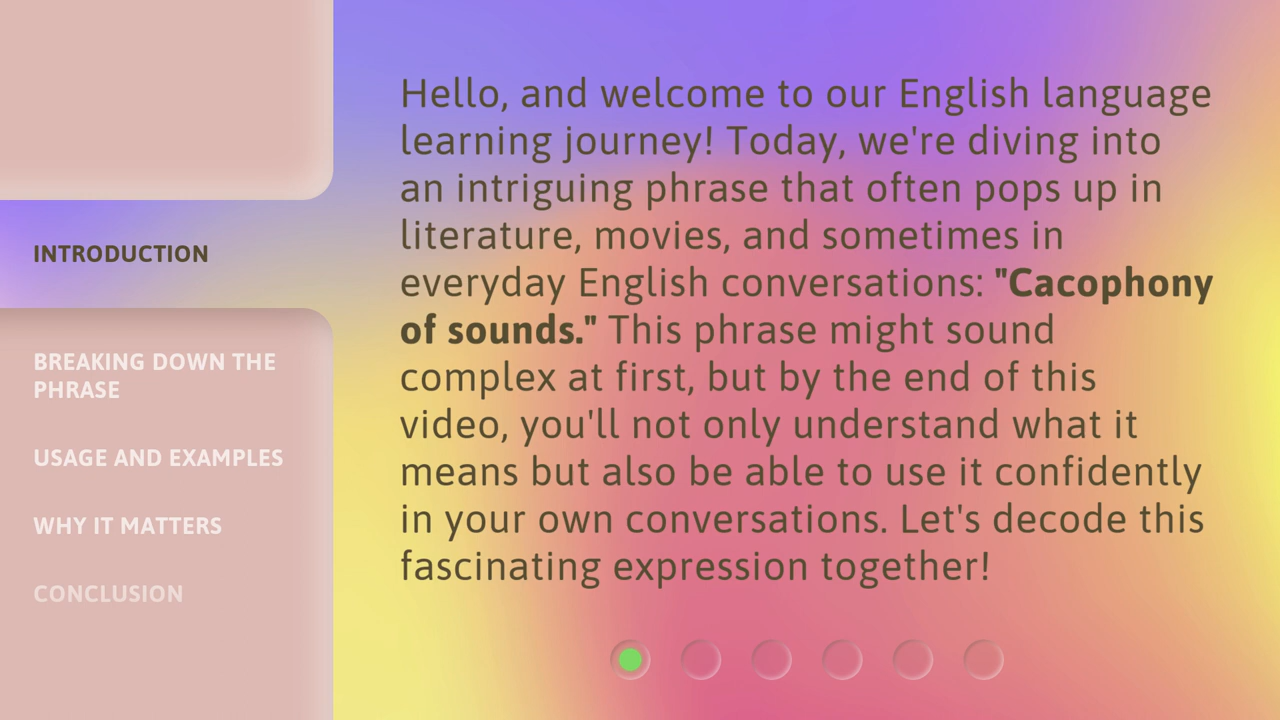 INTRODUCTION
BREAKING DOWN THE
PHRASE
USAGE AND EXAMPLES
WHY IT MATTERS
CONCLUSION
Hello, and welcome to our English language
learning journey! Today, we're diving into
an intriguing phrase that often pops up in
literature, movies, and sometimes in
everyday English conversations: "Cacophony
of sounds." This phrase might sound
complex at first, but by the end of this
video, you'll not only understand what it
means but also be able to use it confidently
in your own conversations. Let's decode this
fascinating expression together!